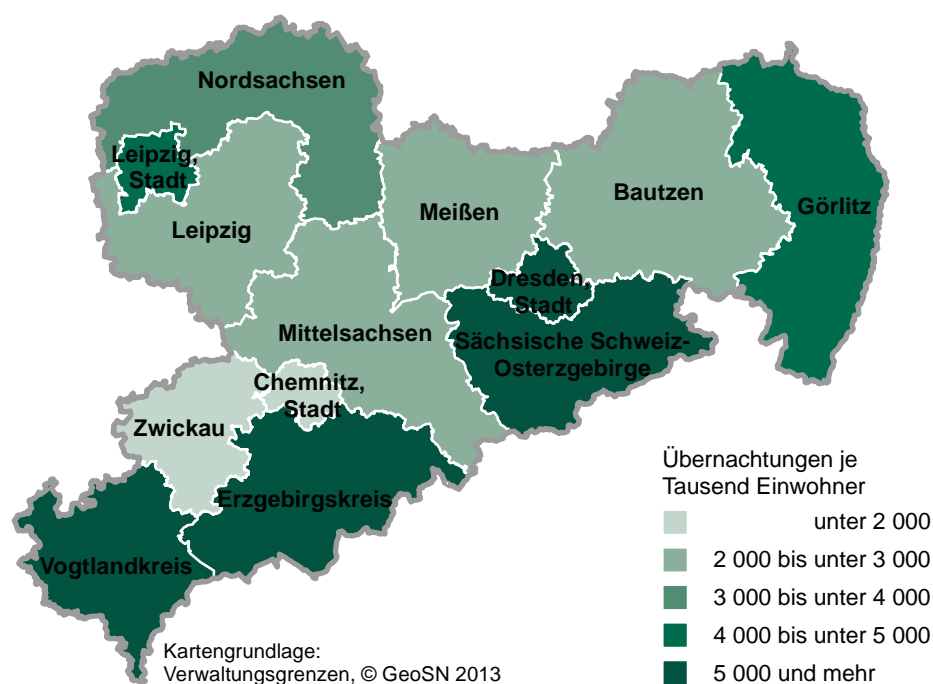 Nordsachsen
Leipzig,
Stadt
Leipzig
Meißen
Bautzen
Görlitz
Dresden,
Stadt
Mittelsachsen
Sächsische Schweiz-
Osterzgebirge
Chemnitz,
Stadt
Zwickau
Erzgebirgskreis
Vogtlandkreis
Übernachtungen je
Tausend Einwohner
unter 2 000
2 000 bis unter 3 000
3 000 bis unter 4 000
4 000 bis unter 5 000
5 000 und mehr
Kartengrundlage:
Verwaltungsgrenzen, © GeoSN 2013